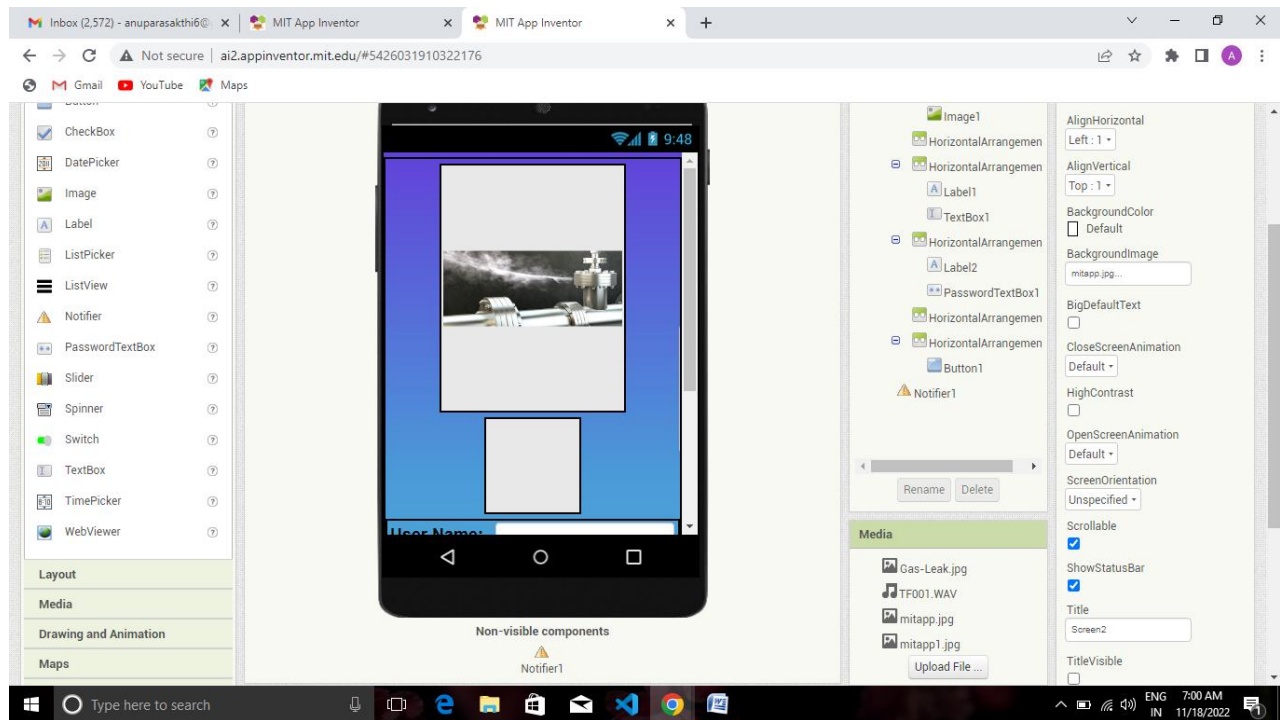 Inbox (2,572) - anuparasakthi6@
MIT App Inventor
MIT App Inventor
Not secure
ai2.appinventor.mit.edu/#5426031910322176
A
Gmail
YouTube
Maps
Button
CheckBox
DatePicker
Image
Label
ListPicker
ListView
Notifier
PasswordTextBox
Slider
Spinner
Switch
TextBox
TimePicker
WebViewer
Layout
Media
Drawing and Animation
Maps
9:48
User Name:
Non-visible components
Notifier1
Image1
HorizontalArrangemen
HorizontalArrangemen
Label1
TextBox1
HorizontalArrangemen
Label2
PasswordTextBox1
HorizontalArrangemen
HorizontalArrangemen
Button1
Notifier1
Rename Delete
Media
Gas-Leak.jpg
TF001.WAV
mitapp.jpg
mitapp1.jpg
Upload File ...
AlignHorizontal
Left : 1
AlignVertical
Top : 1
BackgroundColor
Default
BackgroundImage
mitapp.jpg...
BigDefaultText
CloseScreenAnimation
Default
HighContrast
OpenScreenAnimation
Default
ScreenOrientation
Unspecified
Scrollable
ShowStatusBar
Title
Screen2
TitleVisible
Type here to search
ENG
IN
7:00 AM
11/18/2022